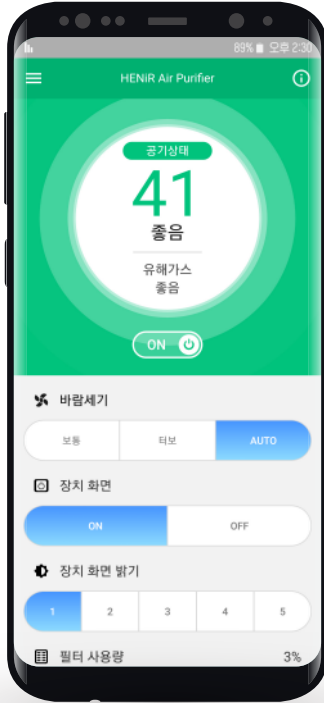 89% 오후 2:30
HENiR Air Purifier
공기상태
41
좋음
유해가스
좋음
ON
바람세기
보통 터보 AUTO
장치 화면
ON OFF
장치 화면 밝기
1 2 3 4 5
필터 사용량 3%